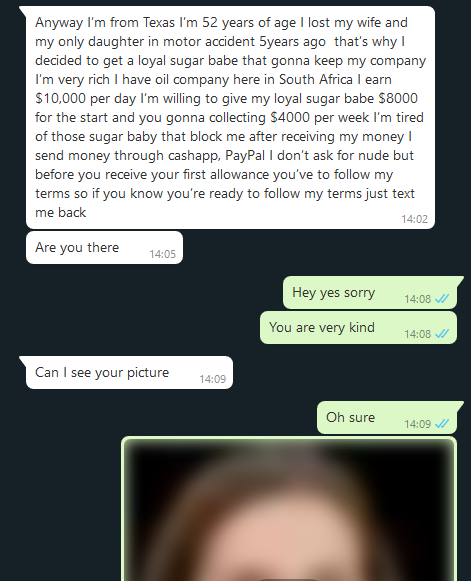 Anyway I'm from Texas I'm 52 years of age I lost my wife and
my only daughter in motor accident 5years ago  that's why I
decided to get a loyal sugar babe that gonna keep my company
I'm very rich I have oil company here in South Africa I earn
$10,000 per day I'm willing to give my loyal sugar babe $8000
for the start and you gonna collecting $4000 per week I'm tired
of those sugar baby that block me after receiving my money I
send money through cashapp, PayPal I don't ask for nude but
before you receive your first allowance you've to follow my
terms so if you know you're ready to follow my terms just text
me back
14:02
Are you there
14:05
Hey yes sorry
14:08
You are very kind
14:08
Can I see your picture
14:09
Oh sure
14:09